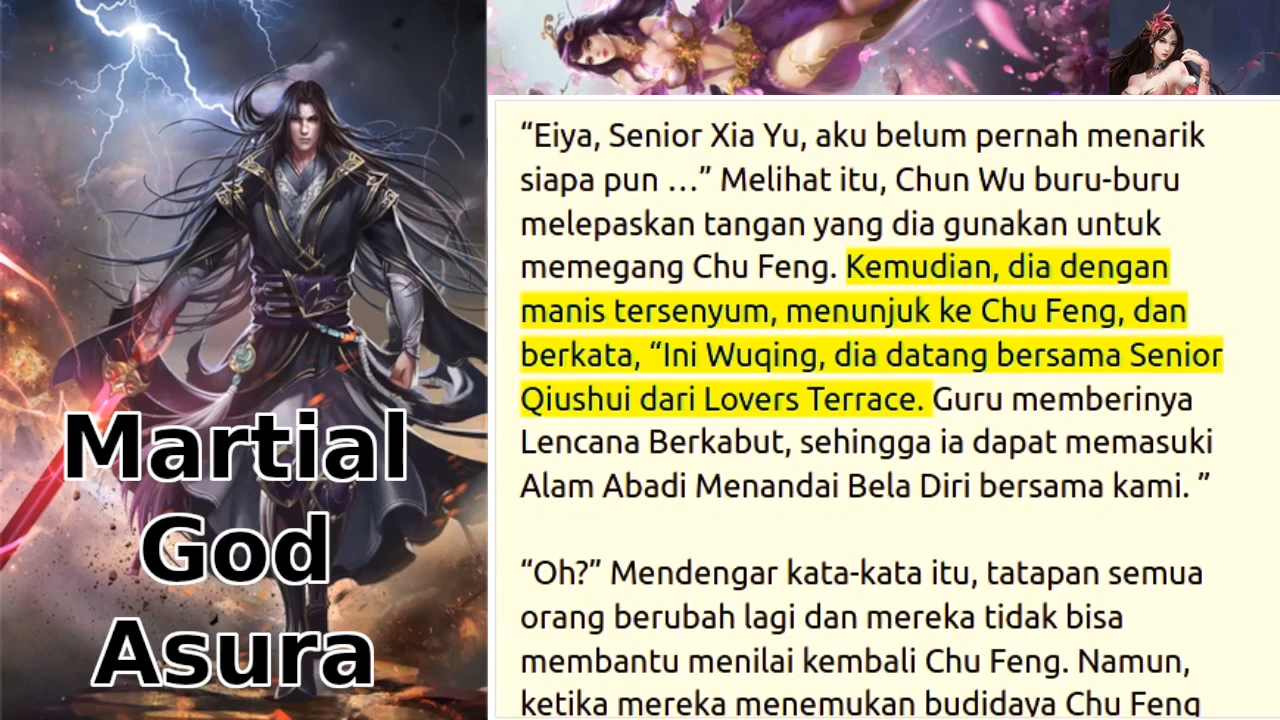 Martial
God
Asura
“Eiya, Senior Xia Yu, aku belum pernah menarik
siapa pun …” Melihat itu, Chun Wu buru-buru
melepaskan tangan yang dia gunakan untuk
memegang Chu Feng. Kemudian, dia dengan
manis tersenyum, menunjuk ke Chu Feng, dan
berkata, “Ini Wuqing, dia datang bersama Senior
Qiushui dari Lovers Terrace. Guru memberinya
Lencana Berkabut, sehingga ia dapat memasuki
Alam Abadi Menandai Bela Diri bersama kami. ”
“Oh?” Mendengar kata-kata itu, tatapan semua
orang berubah lagi dan mereka tidak bisa
membantu menilai kembali Chu Feng. Namun,
ketika mereka menemukan budidaya Chu Feng